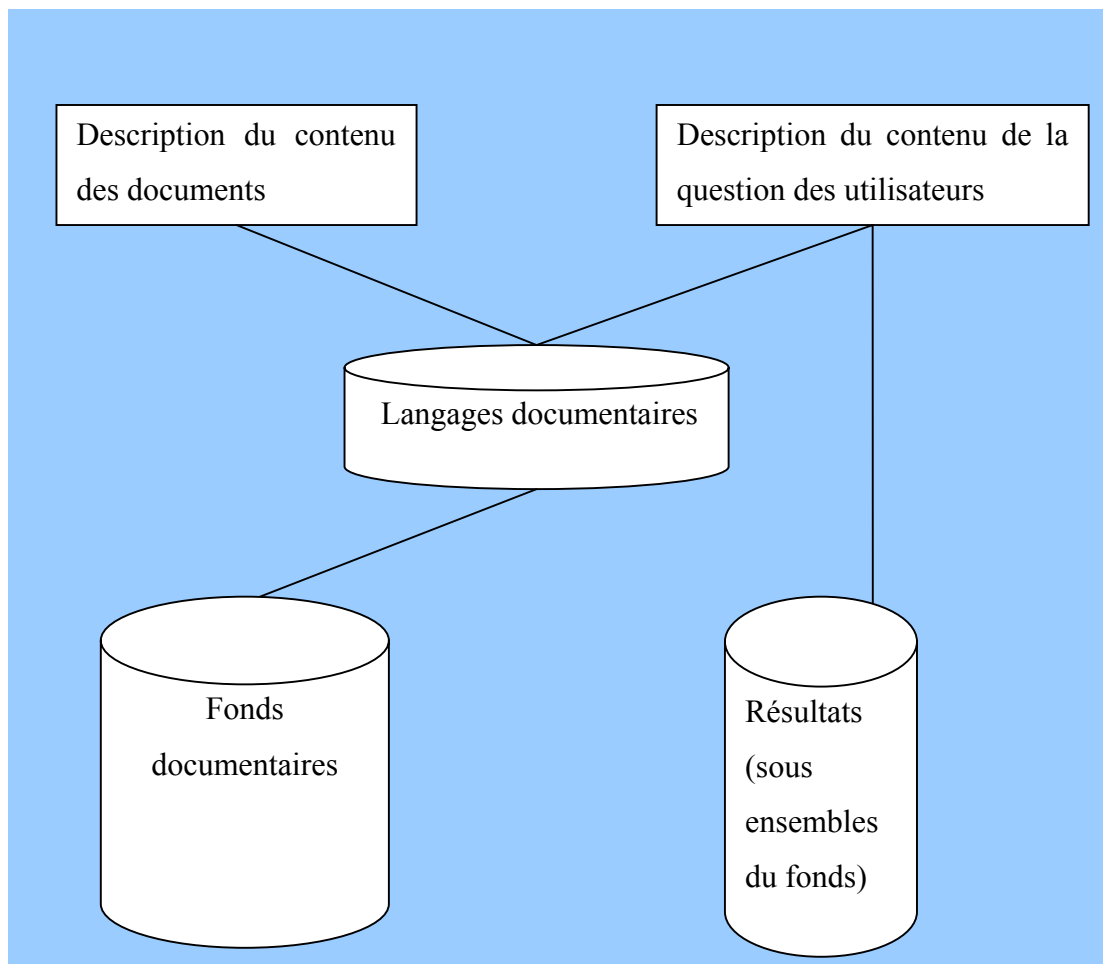 Description du contenu
des documents
Description du contenu de la
question des utilisateurs
Langages documentaires
Fonds
documentaires
Résultats
(sous
ensembles
du fonds)